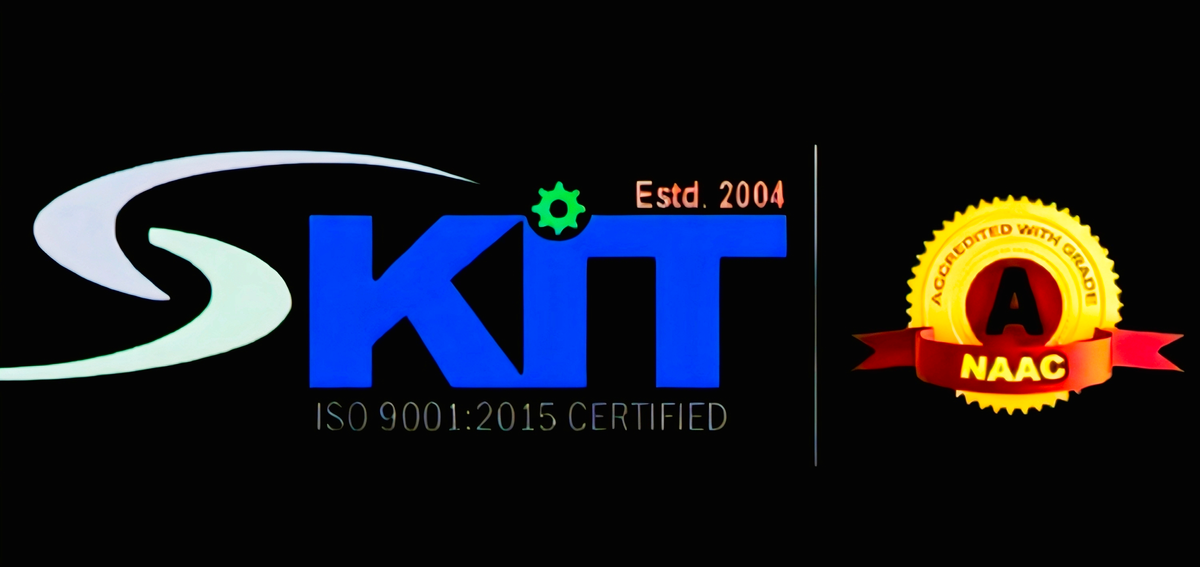 SKiT
Estd. 2004
ISO 9001:2015 CERTIFIED
ACCREDITED WITH GRADE
A
NAAC